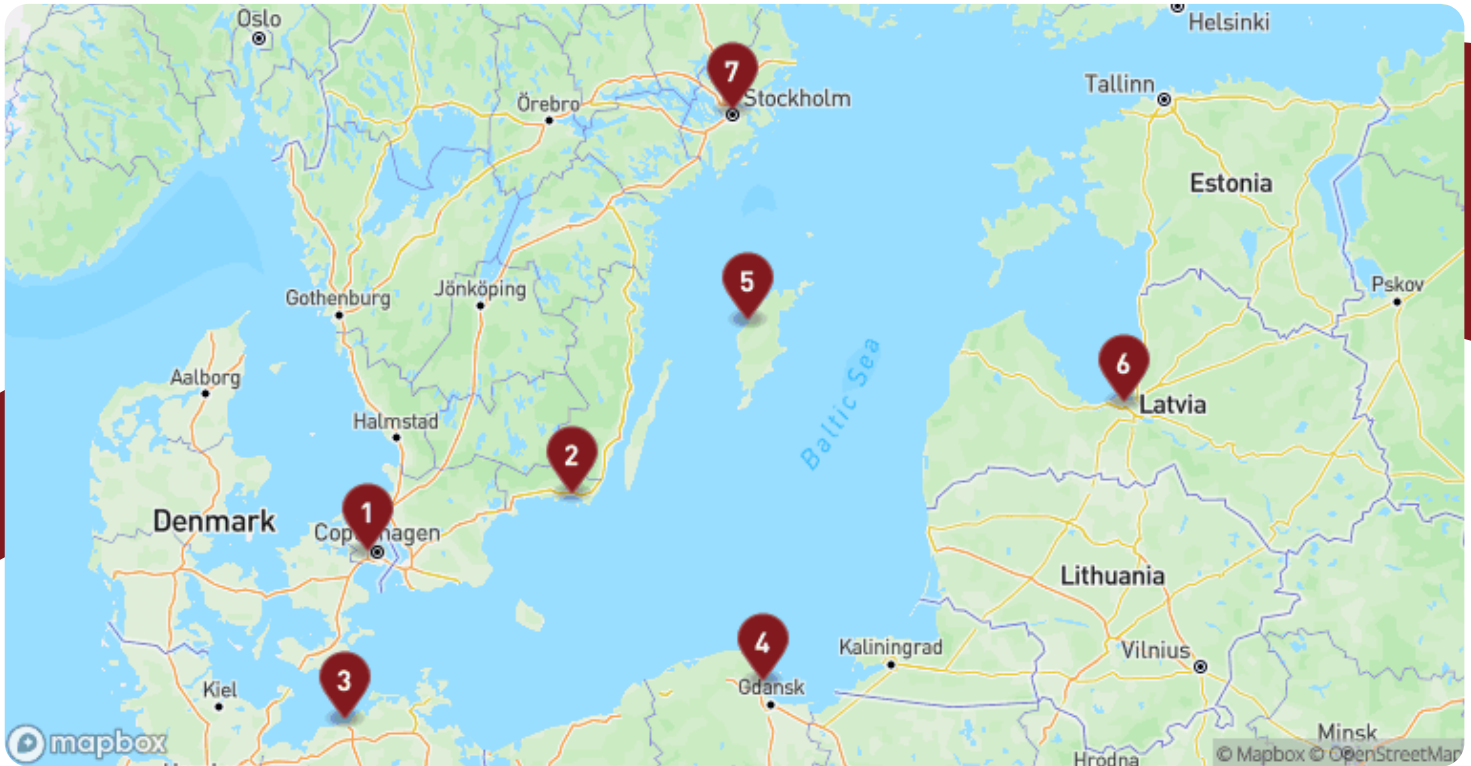 Oslo
Helsinki
7
Stockholm
Örebro
Tallinn
Estonia
5
Pskov
Gothenburg
Jönköping
Baltic Sea
6
Latvia
Aalborg
Halmstad
2
1
Denmark
Copenhagen
Lithuania
4
Kaliningrad
Vilnius
3
Kiel
Gdansk
Minsk
mapbox
© Mapbox © OpenStreetMap
Hrodna